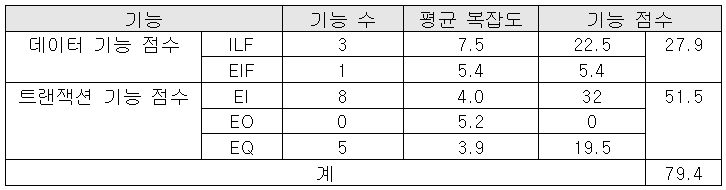 기능 기능 수 평균 복잡도 기능 점수
데이터 기능 점수 ILF 3 7.5 22.5 27.9
EIF 1 5.4 5.4
트랜잭션 기능 점수 EI 8 4.0 32 51.5
EO 0 5.2 0
EQ 5 3.9 19.5
계 79.4